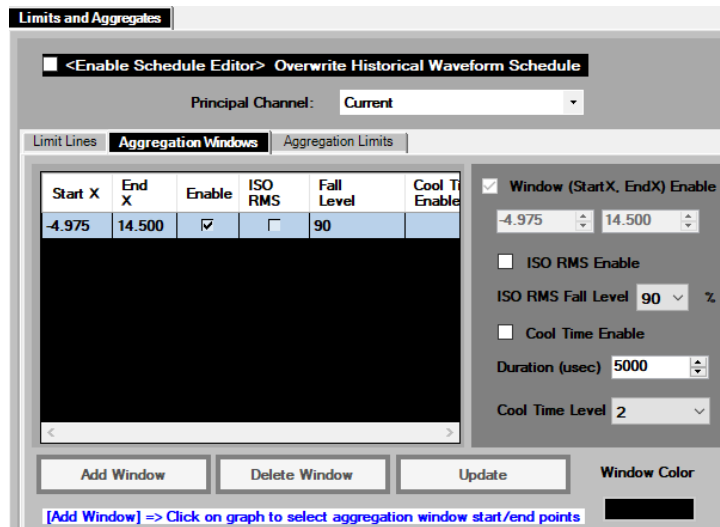 Limits and Aggregates
<Enable Schedule Editor> Overwrite Historical Waveform Schedule
Principal Channel: Current
Limit Lines Aggregation Windows Aggregation Limits
Start X End X Enable ISO RMS Fall Level Cool Enable
-4.975 14.500 90
Window (StartX, EndX) Enable
-4.975 14.500
ISO RMS Enable
ISO RMS Fall Level 90 %
Cool Time Enable
Duration (usec) 5000
Cool Time Level 2
Add Window Delete Window Update Window Color
[Add Window] => Click on graph to select aggregation window start/end points